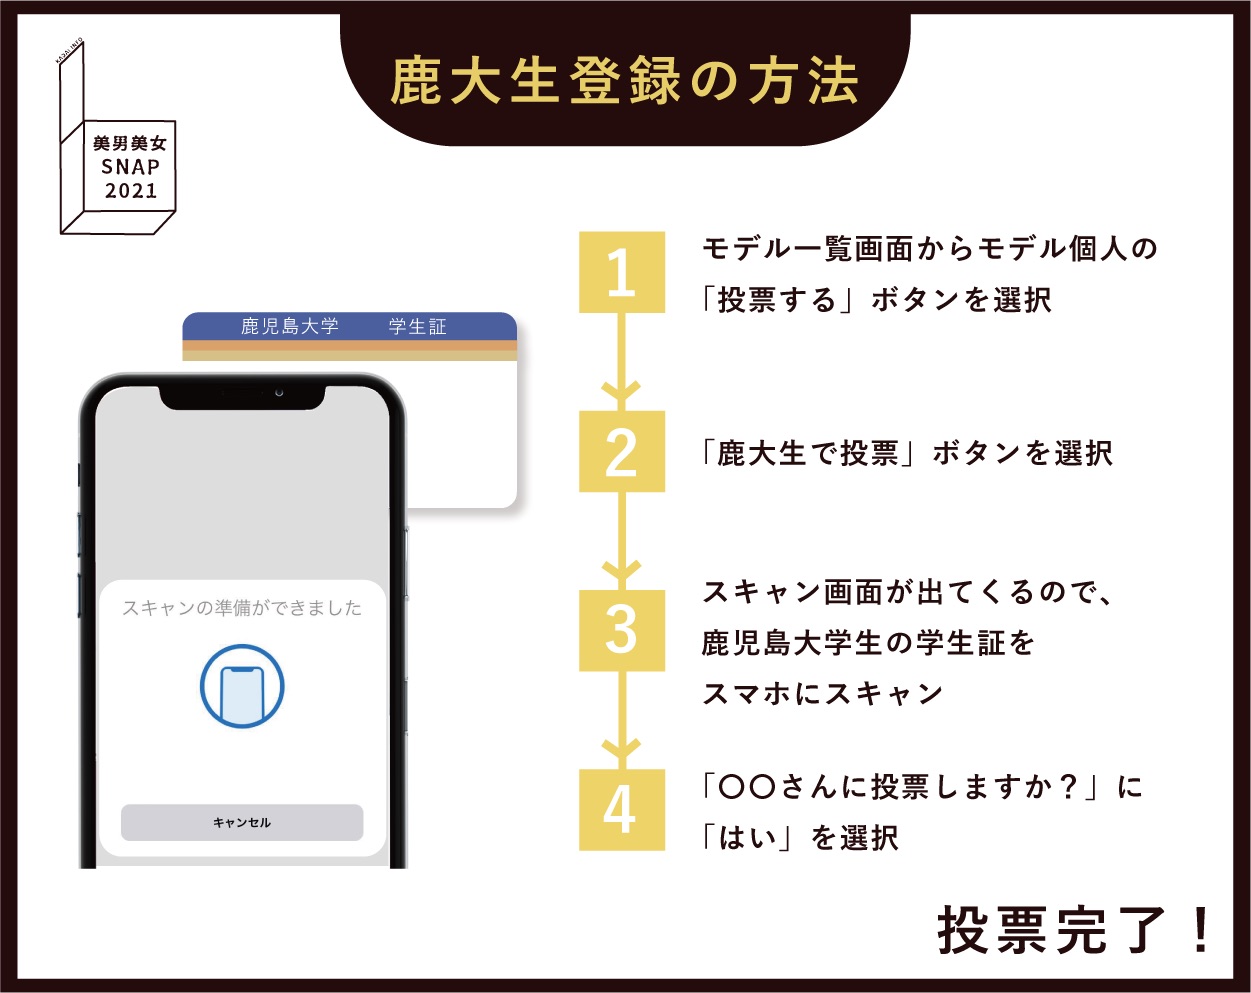 鹿大生登録の方法
KADAI INFO
美男美女
SNAP
2021
1
モデル一覧画面からモデル個人の
「投票する」ボタンを選択
鹿児島大学 学生証
2
「鹿大生で投票」ボタンを選択
3
スキャン画面が出てくるので、
鹿児島大学生の学生証を
スマホにスキャン
スキャンの準備ができました
キャンセル
4
「〇〇さんに投票しますか？」に
「はい」を選択
投票完了！